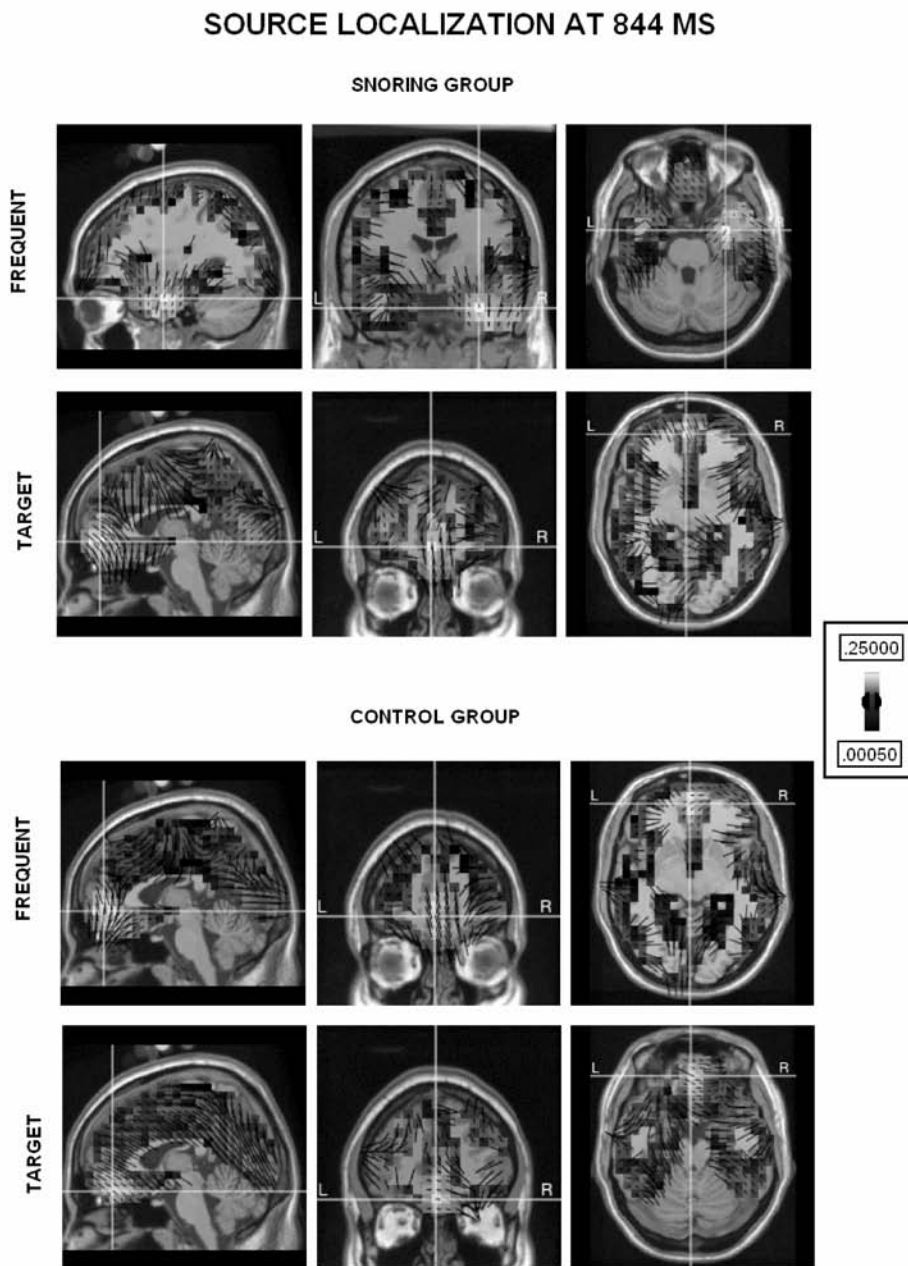 SOURCE LOCALIZATION AT 844 MS
SNORING GROUP
FREQUENT
L R
L R
TARGET
L R
L R
.25000
.00050
CONTROL GROUP
FREQUENT
L R
L R
TARGET
L R
L R